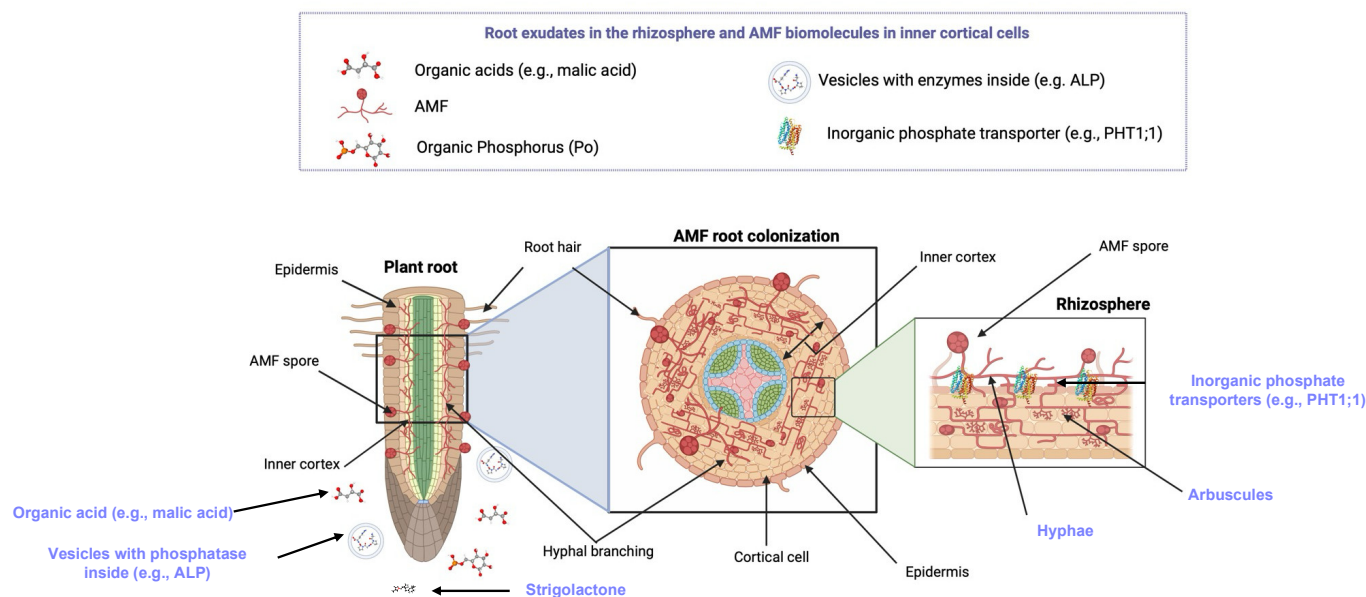 Root exudates in the rhizosphere and AMF biomolecules in inner cortical cells
Organic acids (e.g., malic acid)
AMF
Organic Phosphorus (Po)
Vesicles with enzymes inside (e.g. ALP)
Inorganic phosphate transporter (e.g., PHT1;1)
Plant root
Epidermis
Root hair
AMF spore
Inner cortex
Organic acid (e.g., malic acid)
Vesicles with phosphatase
inside (e.g., ALP)
Strigolactone
Hyphal branching
AMF root colonization
Inner cortex
Cortical cell
Epidermis
AMF spore
Rhizosphere
Inorganic phosphate
transporters (e.g., PHT1;1)
Arbuscules
Hyphae